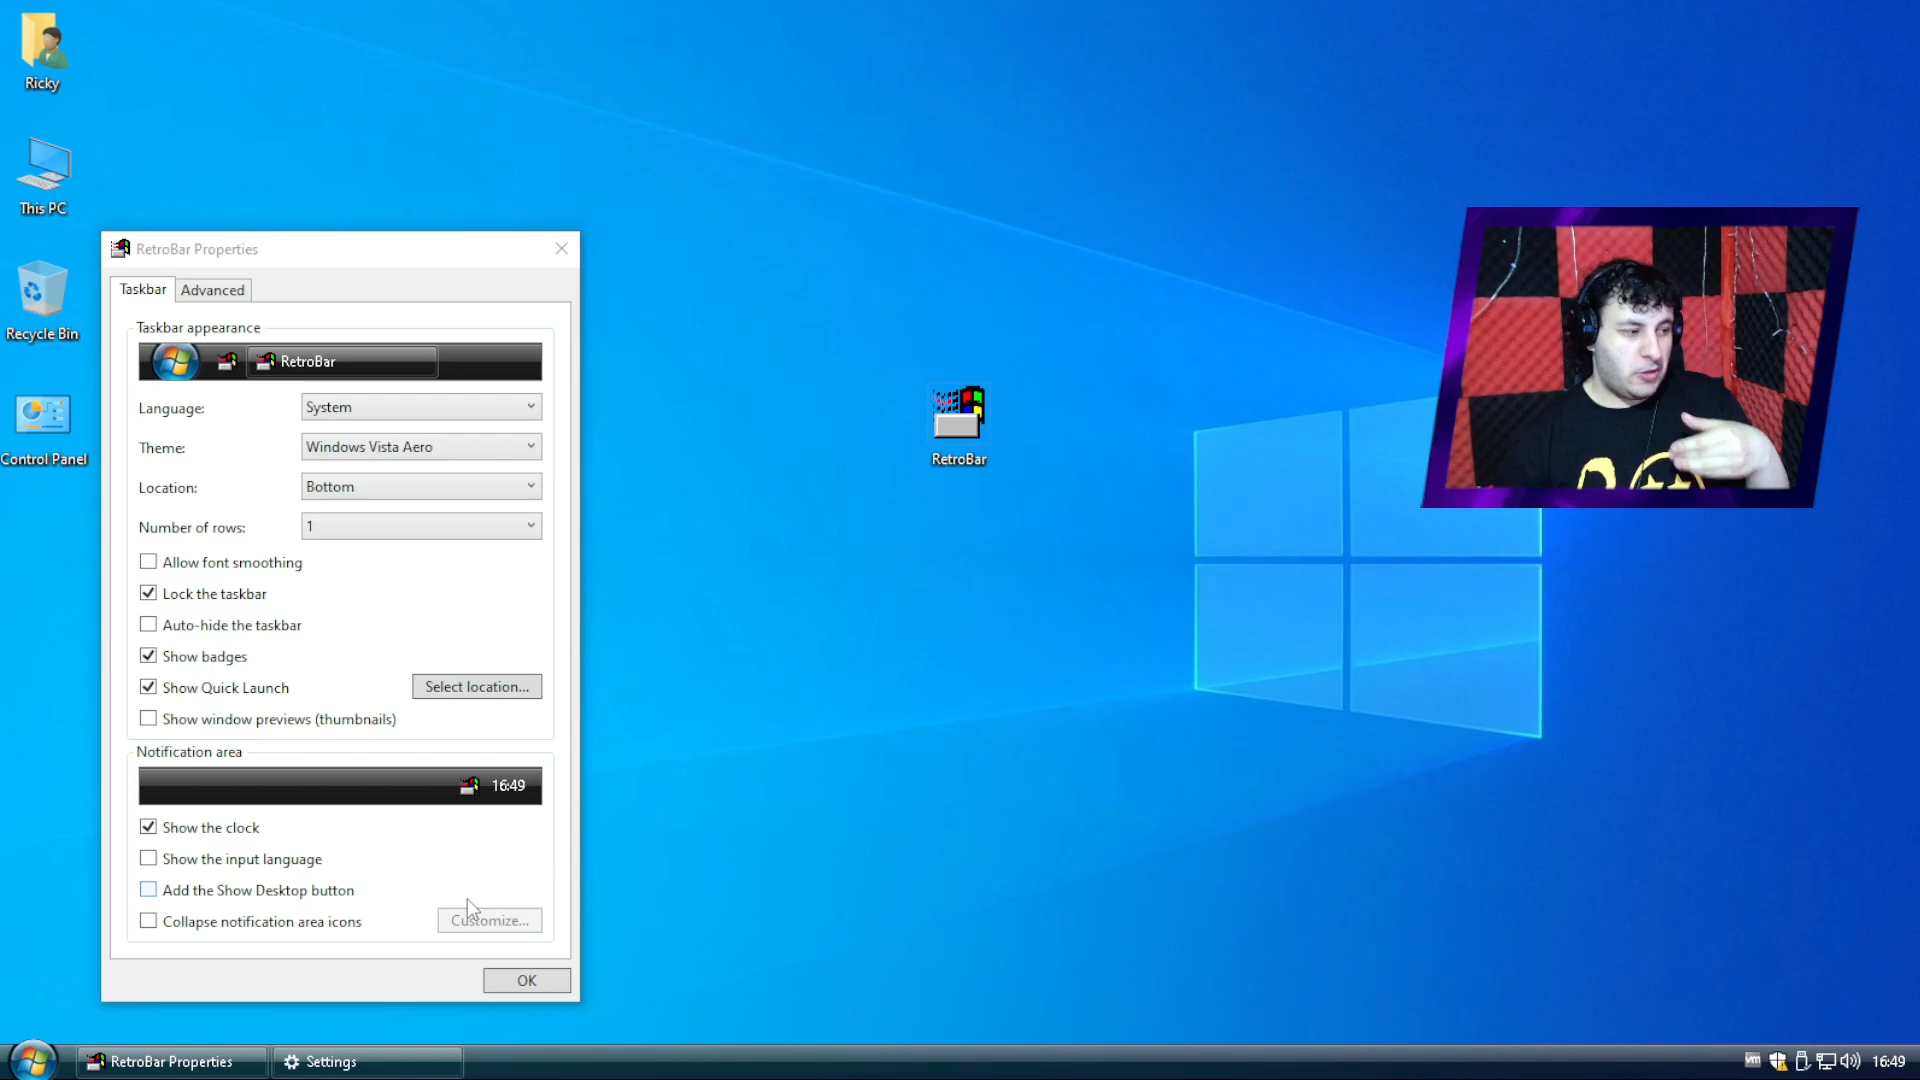 Ricky
This PC
Recycle Bin
Control Panel
RetroBar Properties
Taskbar
Advanced
Taskbar appearance
RetroBar
Language:
System
Theme:
Windows Vista Aero
Location:
Bottom
Number of rows:
1
Allow font smoothing
Lock the taskbar
Auto-hide the taskbar
Show badges
Show Quick Launch
Select location...
Show window previews (thumbnails)
Notification area
16:49
Show the clock
Show the input language
Add the Show Desktop button
Collapse notification area icons
Customize...
OK
RetroBar
RetroBar Properties
Settings
vm
16:49